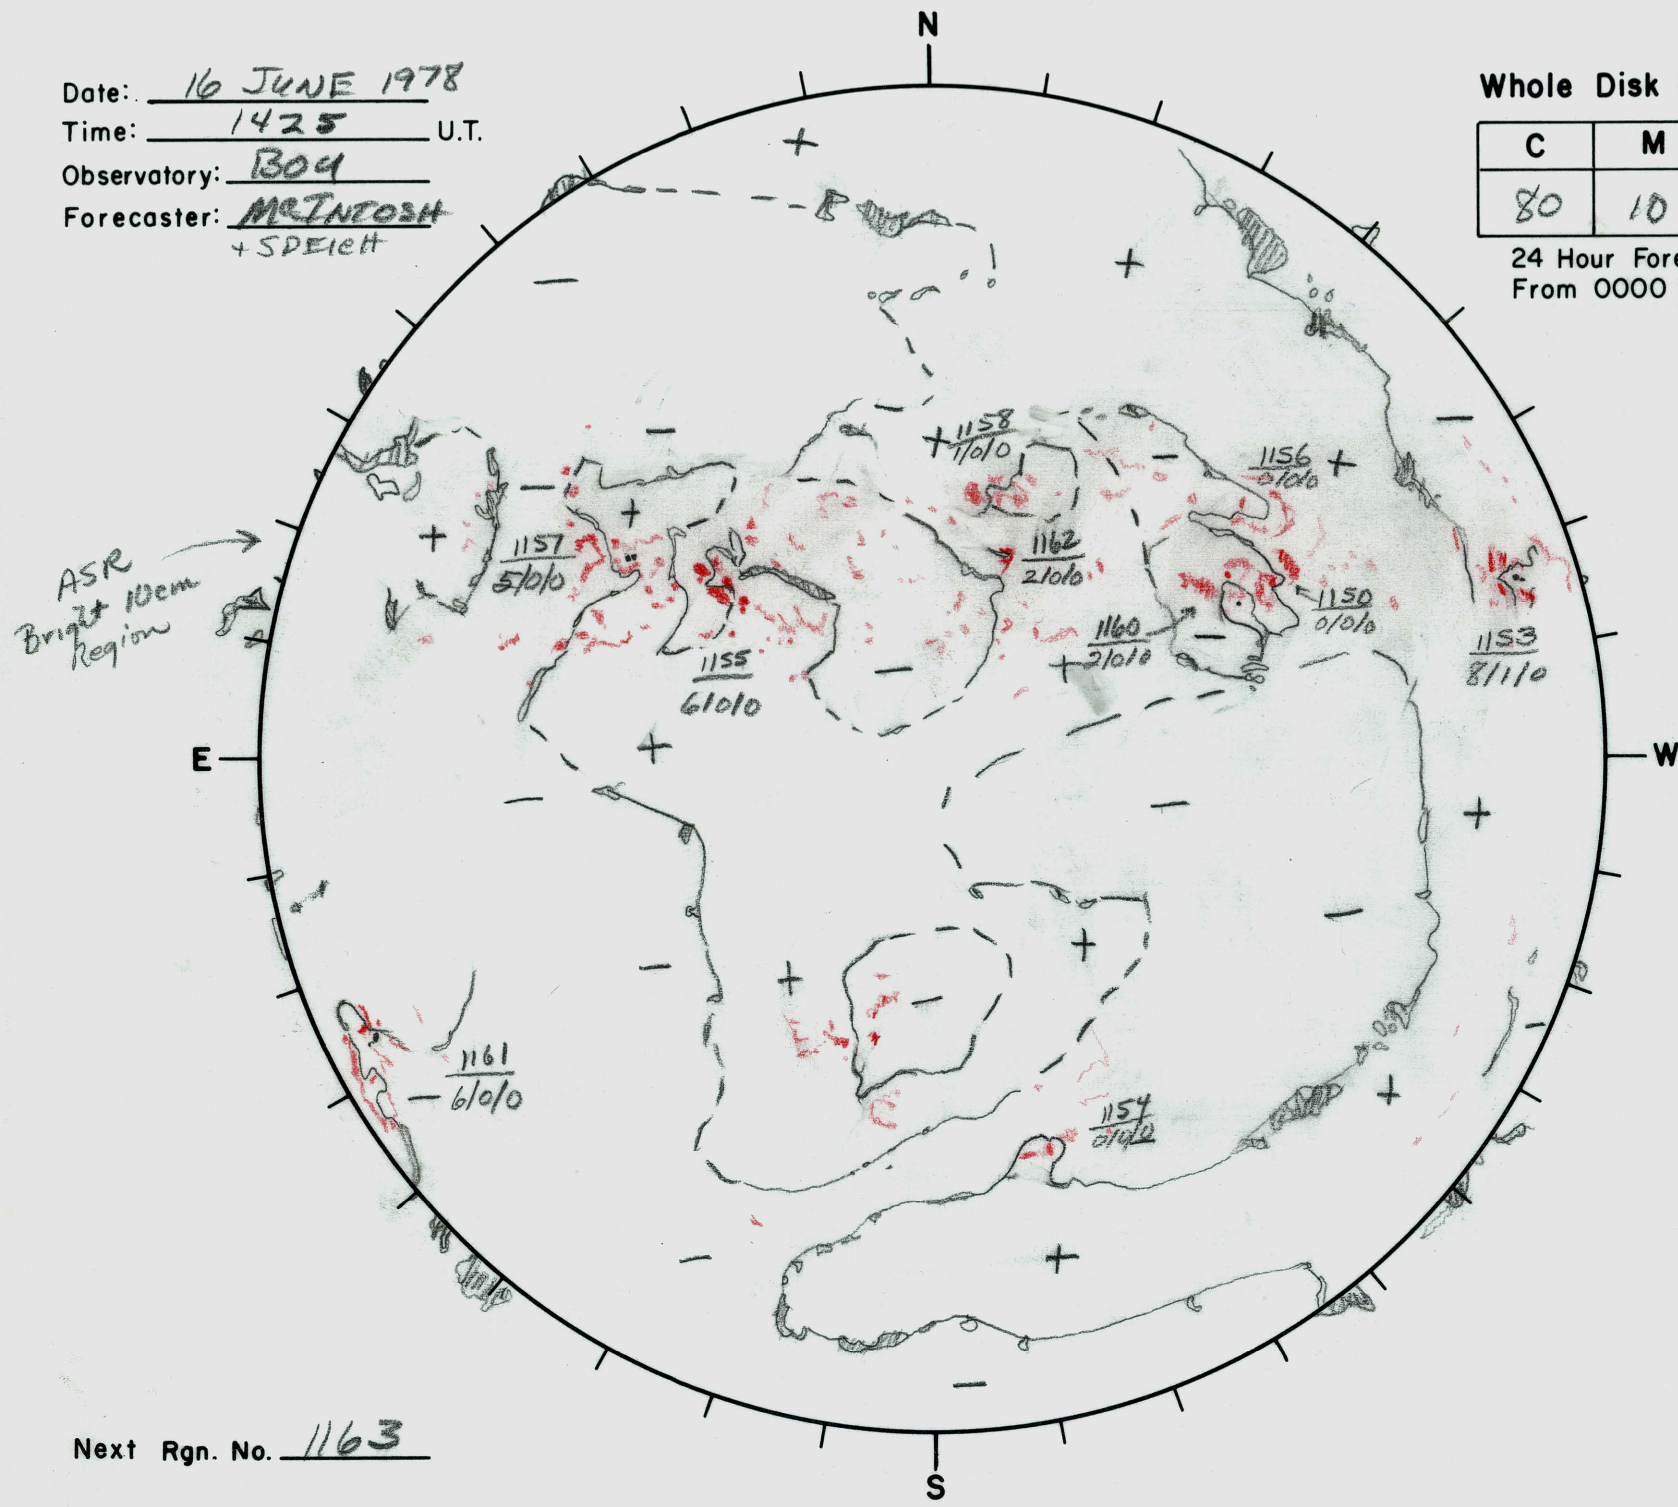 N
Date: 16 JUNE 1978
Time: 1425 U.T.
Observatory: BOU
Forecaster: McINTOSH
+ SPEICH
Whole Disk
C M
80 10
24 Hour Fore
From 0000
+
+
-
-
-
+
1158
1/0/0
-
1156
0/0/0
+
-
+
+
1157
5/0/0
1162
2/0/0
ASR
Bright 10cm
Region
1150
0/0/0
1160
2/0/0
-
+
1153
8/1/0
1155
6/0/0
-
E
W
+
-
-
+
-
+
-
+
-
-
1161
6/0/0
-
+
1154
0/0/0
-
+
-
Next Rgn. No. 1163
S